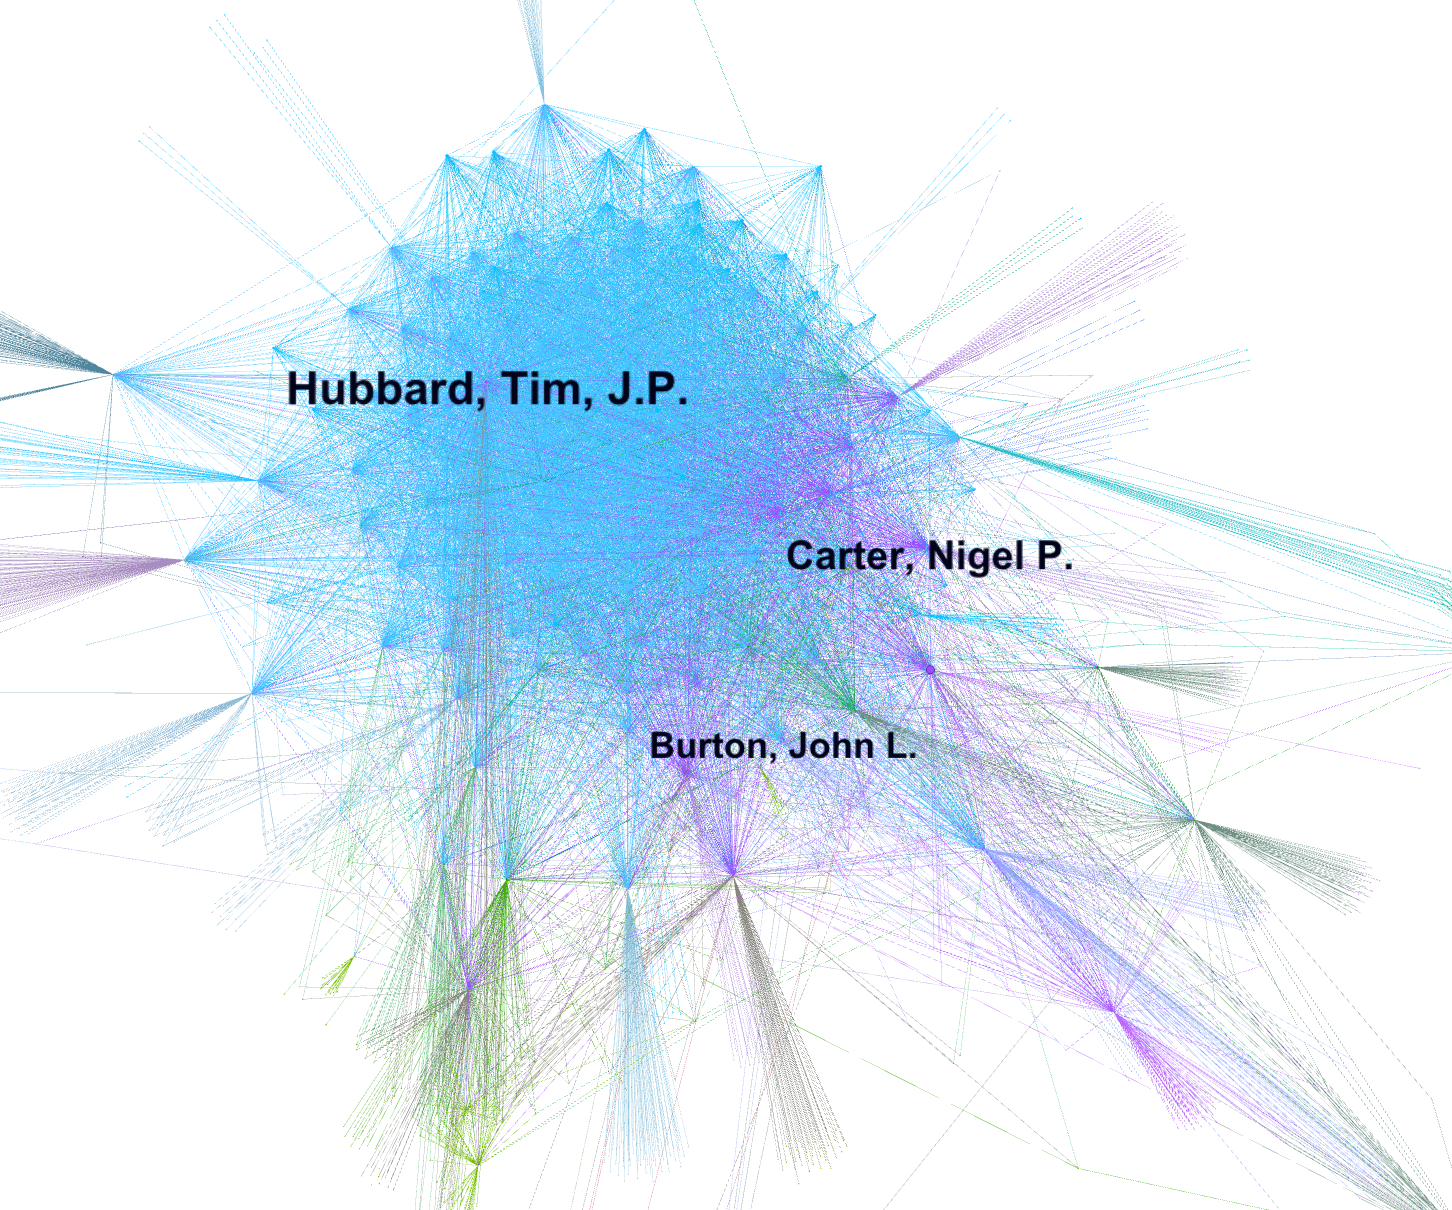 Hubbard, Tim, J.P.
Carter, Nigel P.
Burton, John L.